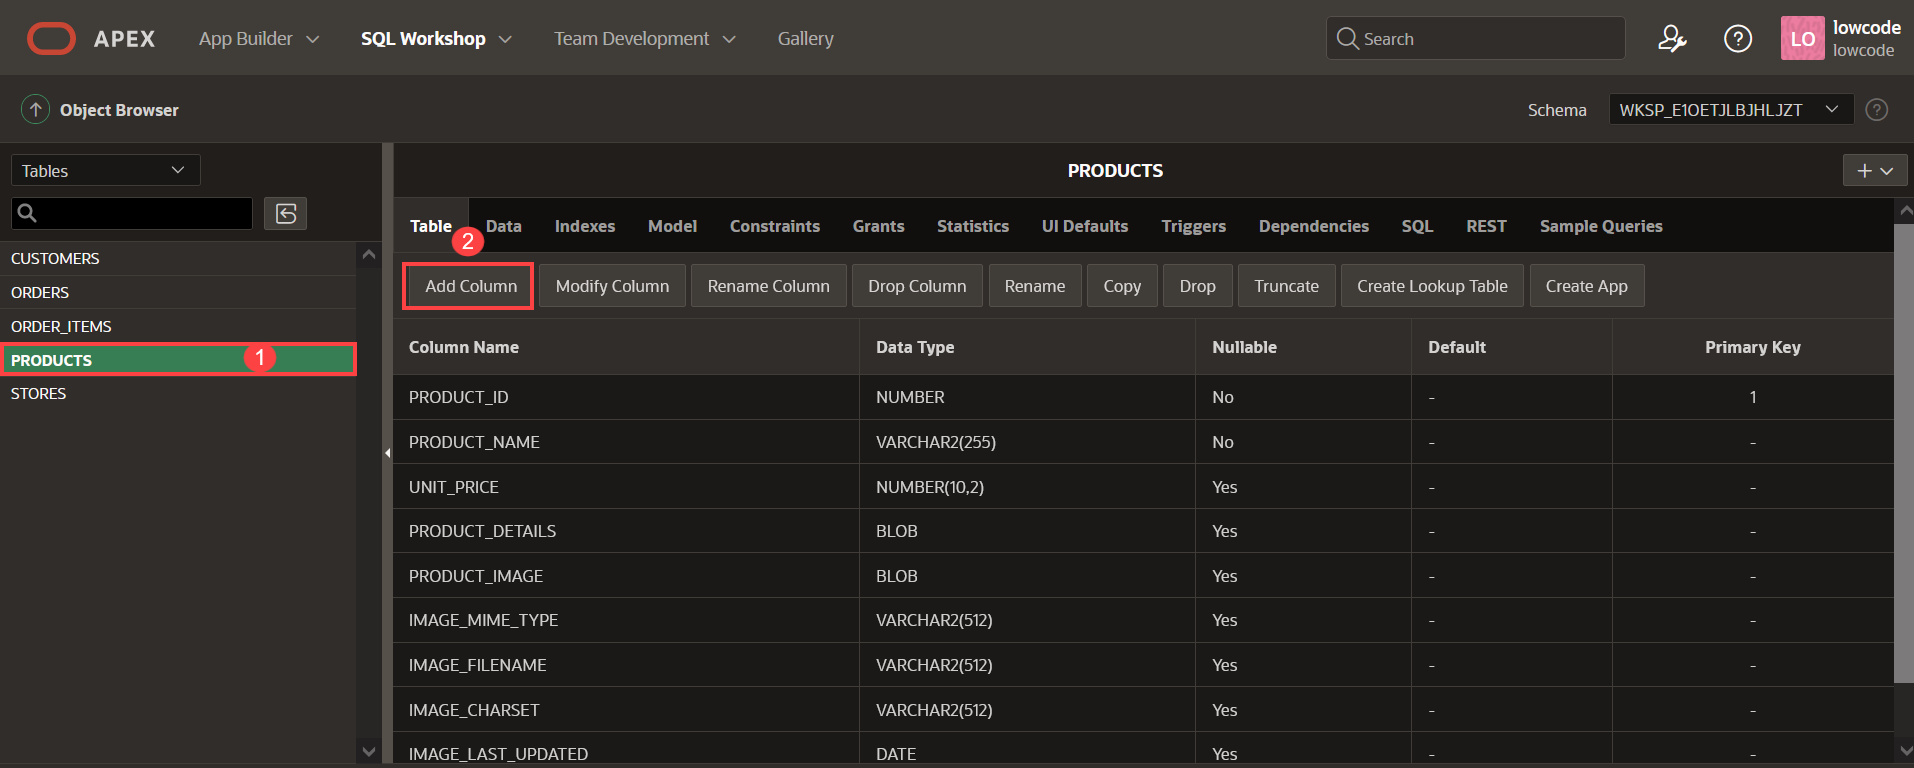 APEX App Builder SQL Workshop Team Development Gallery Search LO lowcode
lowcode
Object Browser Schema WKSP_E1OETJLBJHLJZT
Tables
PRODUCTS
Table Data Indexes Model Constraints Grants Statistics UI Defaults Triggers Dependencies SQL REST Sample Queries
2
Add Column Modify Column Rename Column Drop Column Rename Copy Drop Truncate Create Lookup Table Create App
CUSTOMERS
ORDERS
ORDER_ITEMS
PRODUCTS 1
STORES
Column Name Data Type Nullable Default Primary Key
PRODUCT_ID NUMBER No - 1
PRODUCT_NAME VARCHAR2(255) No - -
UNIT_PRICE NUMBER(10,2) Yes - -
PRODUCT_DETAILS BLOB Yes - -
PRODUCT_IMAGE BLOB Yes - -
IMAGE_MIME_TYPE VARCHAR2(512) Yes - -
IMAGE_FILENAME VARCHAR2(512) Yes - -
IMAGE_CHARSET VARCHAR2(512) Yes - -
IMAGE_LAST_UPDATED DATE Yes - -